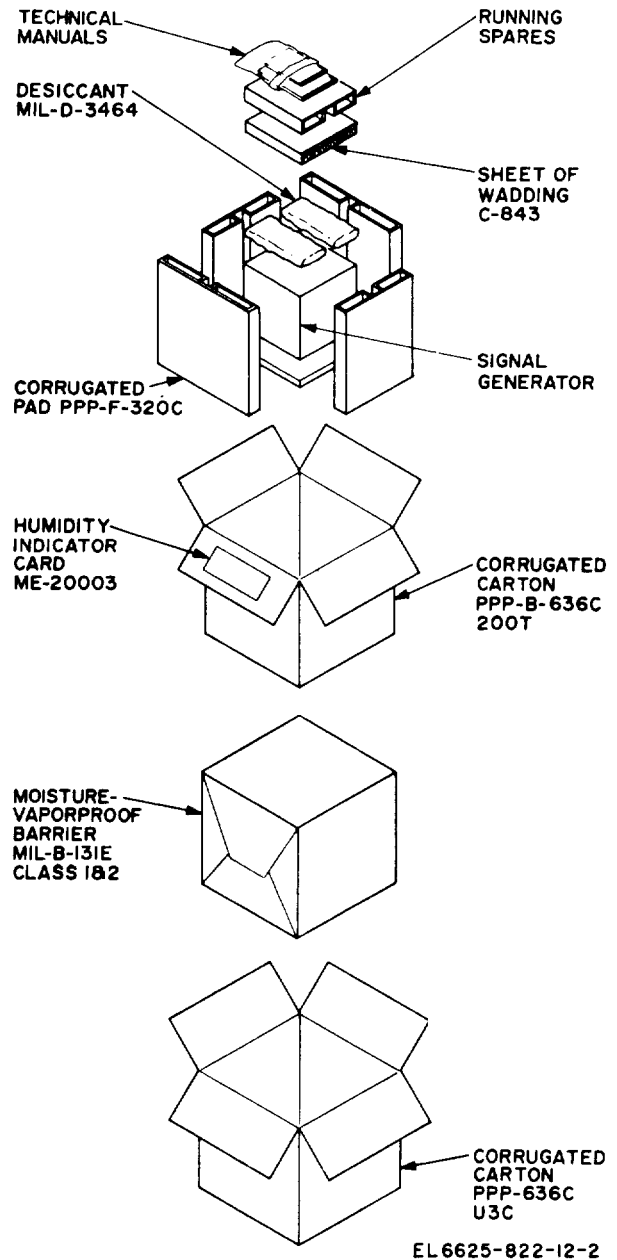 TECHNICAL
MANUALS
RUNNING
SPARES
DESICCANT
MIL-D-3464
SHEET OF
WADDING
C-843
SIGNAL
GENERATOR
CORRUGATED
PAD PPP-F-320C
HUMIDITY
INDICATOR
CARD
ME-20003
CORRUGATED
CARTON
PPP-B-636C
200T
MOISTURE-
VAPORPROOF
BARRIER
MIL-B-131E
CLASS 1&2
CORRUGATED
CARTON
PPP-636C
U3C
EL6625-822-12-2